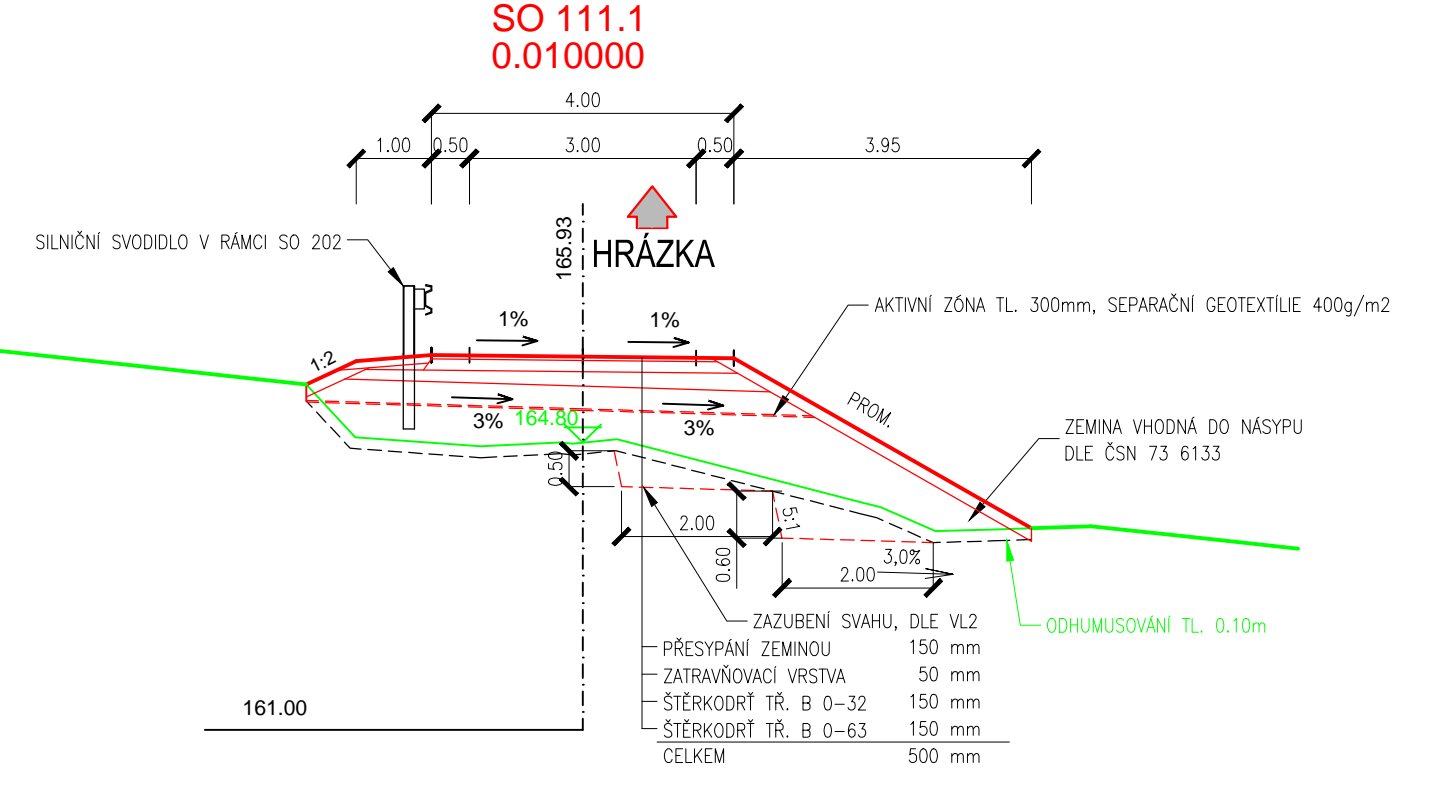 SO 111.1
0.010000
4.00
1.00
0.50
3.00
0.50
3.95
165.93
HRÁZKA
SILNIČNÍ SVODIDLO V RÁMCI SO 202
AKTIVNÍ ZÓNA TL. 300mm, SEPARAČNÍ GEOTEXTÍLIE 400g/m2
1%
1%
1:2
PROM.
3%
164.80
3%
ZEMINA VHODNÁ DO NÁSYPU
DLE ČSN 73 6133
0.50
2.00
5:1
0.60
3,0%
2.00
ZAZUBENÍ SVAHU, DLE VL2
ODHUMUSOVÁNÍ TL. 0.10m
PŘESYPÁNÍ ZEMINOU 150 mm
ZATRAVŇOVACÍ VRSTVA 50 mm
ŠTĚRKODRŤ TŘ. B 0-32 150 mm
ŠTĚRKODRŤ TŘ. B 0-63 150 mm
CELKEM 500 mm
161.00